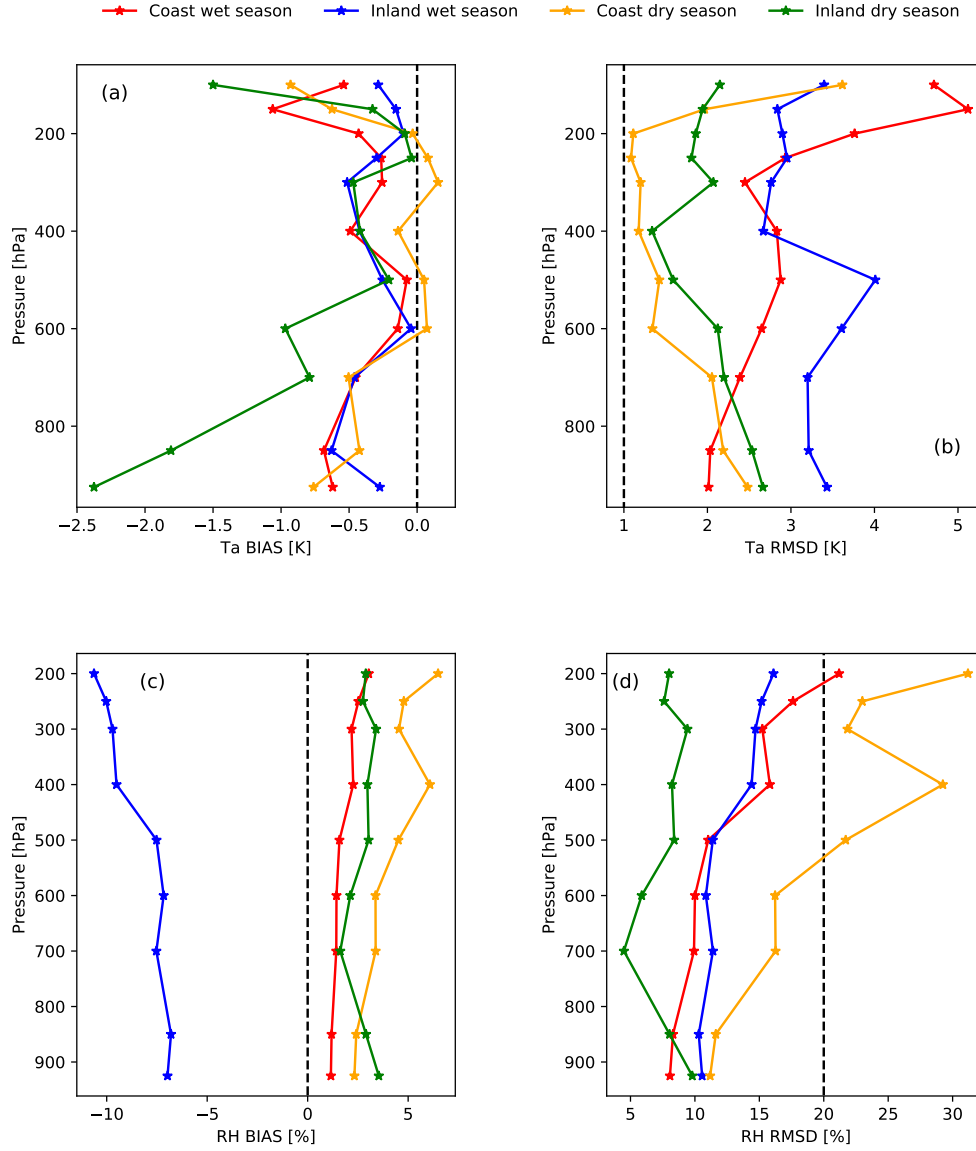 Coast wet season Inland wet season Coast dry season Inland dry season
(a)
200
400
600
800
Pressure [hPa]
−2.5 −2.0 −1.5 −1.0 −0.5 0.0
Ta BIAS [K]
(b)
200
400
600
800
Pressure [hPa]
1 2 3 4 5
Ta RMSD [K]
(c)
200
300
400
500
600
700
800
900
Pressure [hPa]
−10 −5 0 5
RH BIAS [%]
(d)
200
300
400
500
600
700
800
900
Pressure [hPa]
5 10 15 20 25 30
RH RMSD [%]